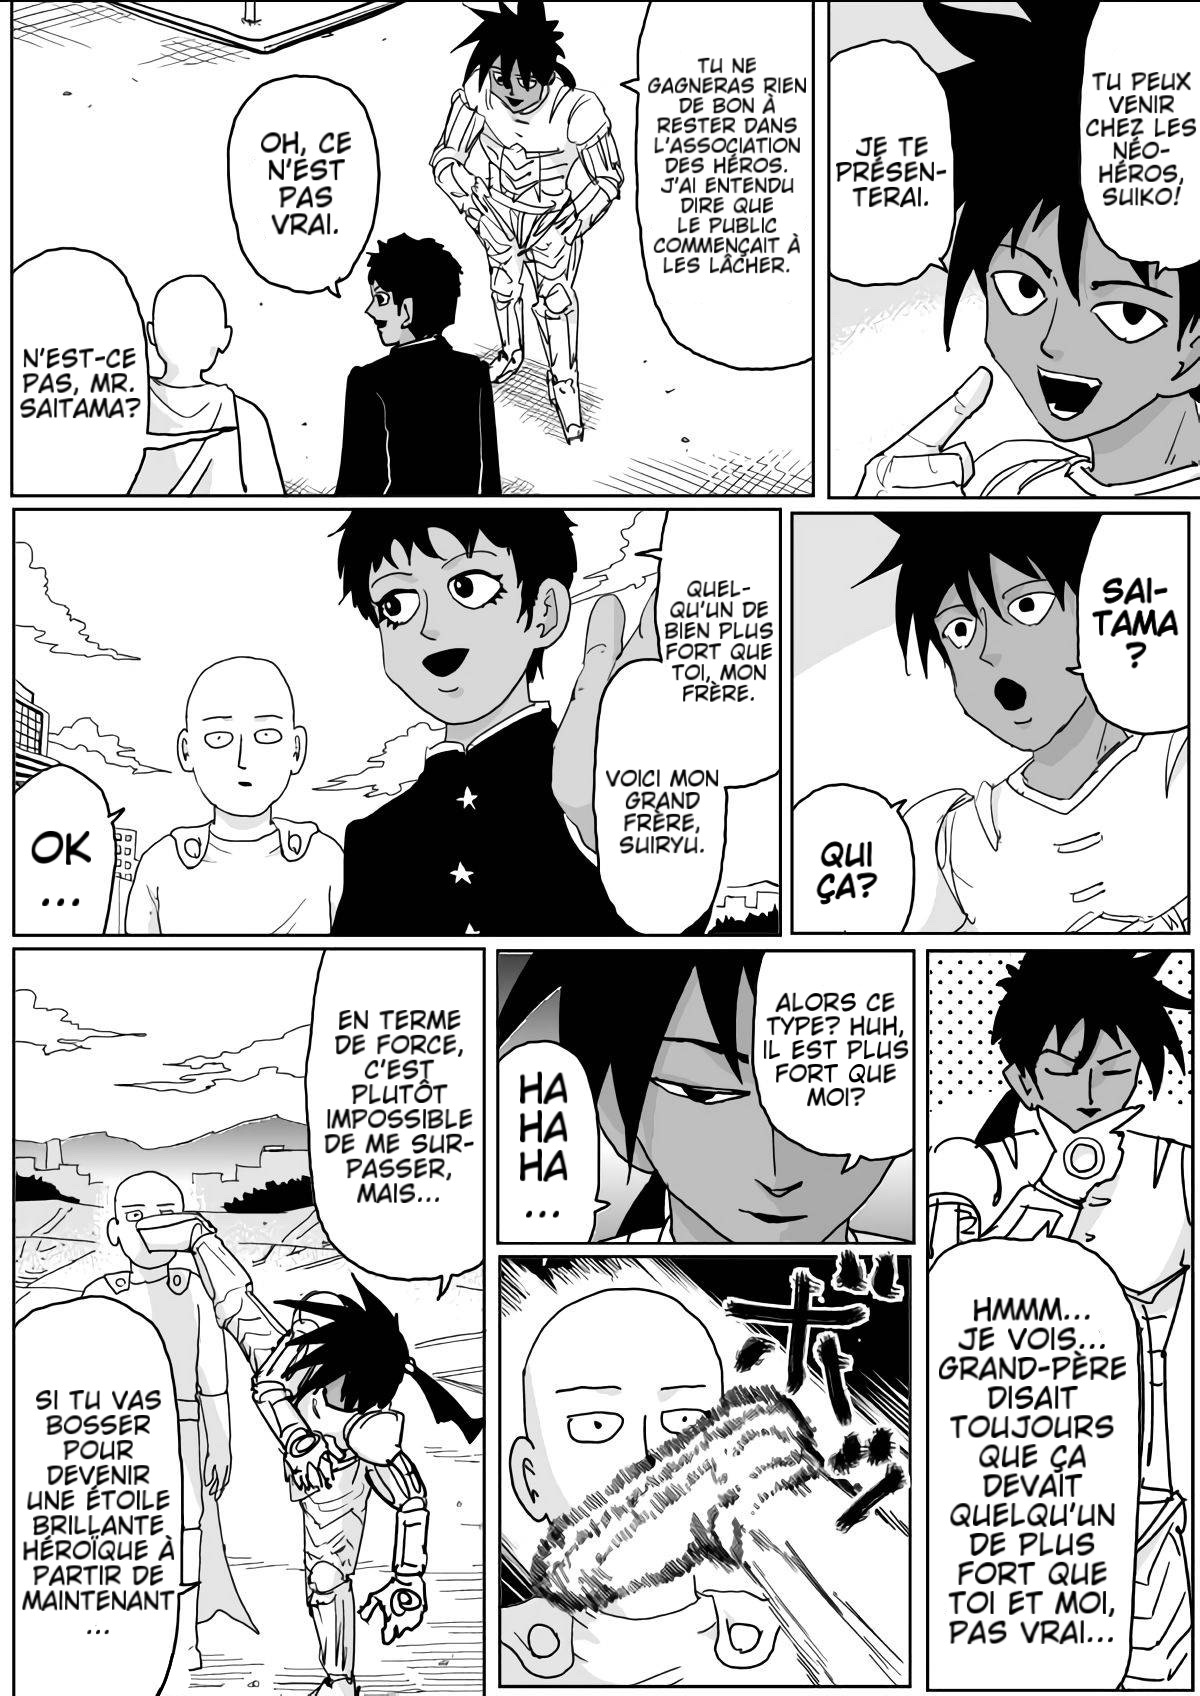 TU PEUX
VENIR
CHEZ LES
NÉO-
HÉROS,
SUIKO!
JE TE
PRÉSEN-
TERAI.
TU NE
GAGNERAS RIEN
DE BON À
RESTER DANS
L'ASSOCIATION
DES HÉROS.
J'AI ENTENDU
DIRE QUE
LE PUBLIC
COMMENÇAIT À
LES LÂCHER.
OH, CE
N'EST
PAS
VRAI.
N'EST-CE
PAS, MR.
SAITAMA?
SAI-
TAMA
?
QUI
ÇA?
QUEL-
QU'UN DE
BIEN PLUS
FORT QUE
TOI, MON
FRÈRE.
VOICI MON
GRAND
FRÈRE,
SUIRYU.
OK
...
HMMM...
JE VOIS...
GRAND-PÈRE
DISAIT
TOUJOURS
QUE ÇA
DEVAIT
QUELQU'UN
DE PLUS
FORT QUE
TOI ET MOI,
PAS VRAI...
ALORS CE
TYPE? HUH,
IL EST PLUS
FORT QUE
MOI?
HA
HA
HA
...
ボッ
EN TERME
DE FORCE,
C'EST
PLUTÔT
IMPOSSIBLE
DE ME SUR-
PASSER,
MAIS...
SI TU VAS
BOSSER
POUR
DEVENIR
UNE ÉTOILE
BRILLANTE
HÉROÏQUE À
PARTIR DE
MAINTENANT
...